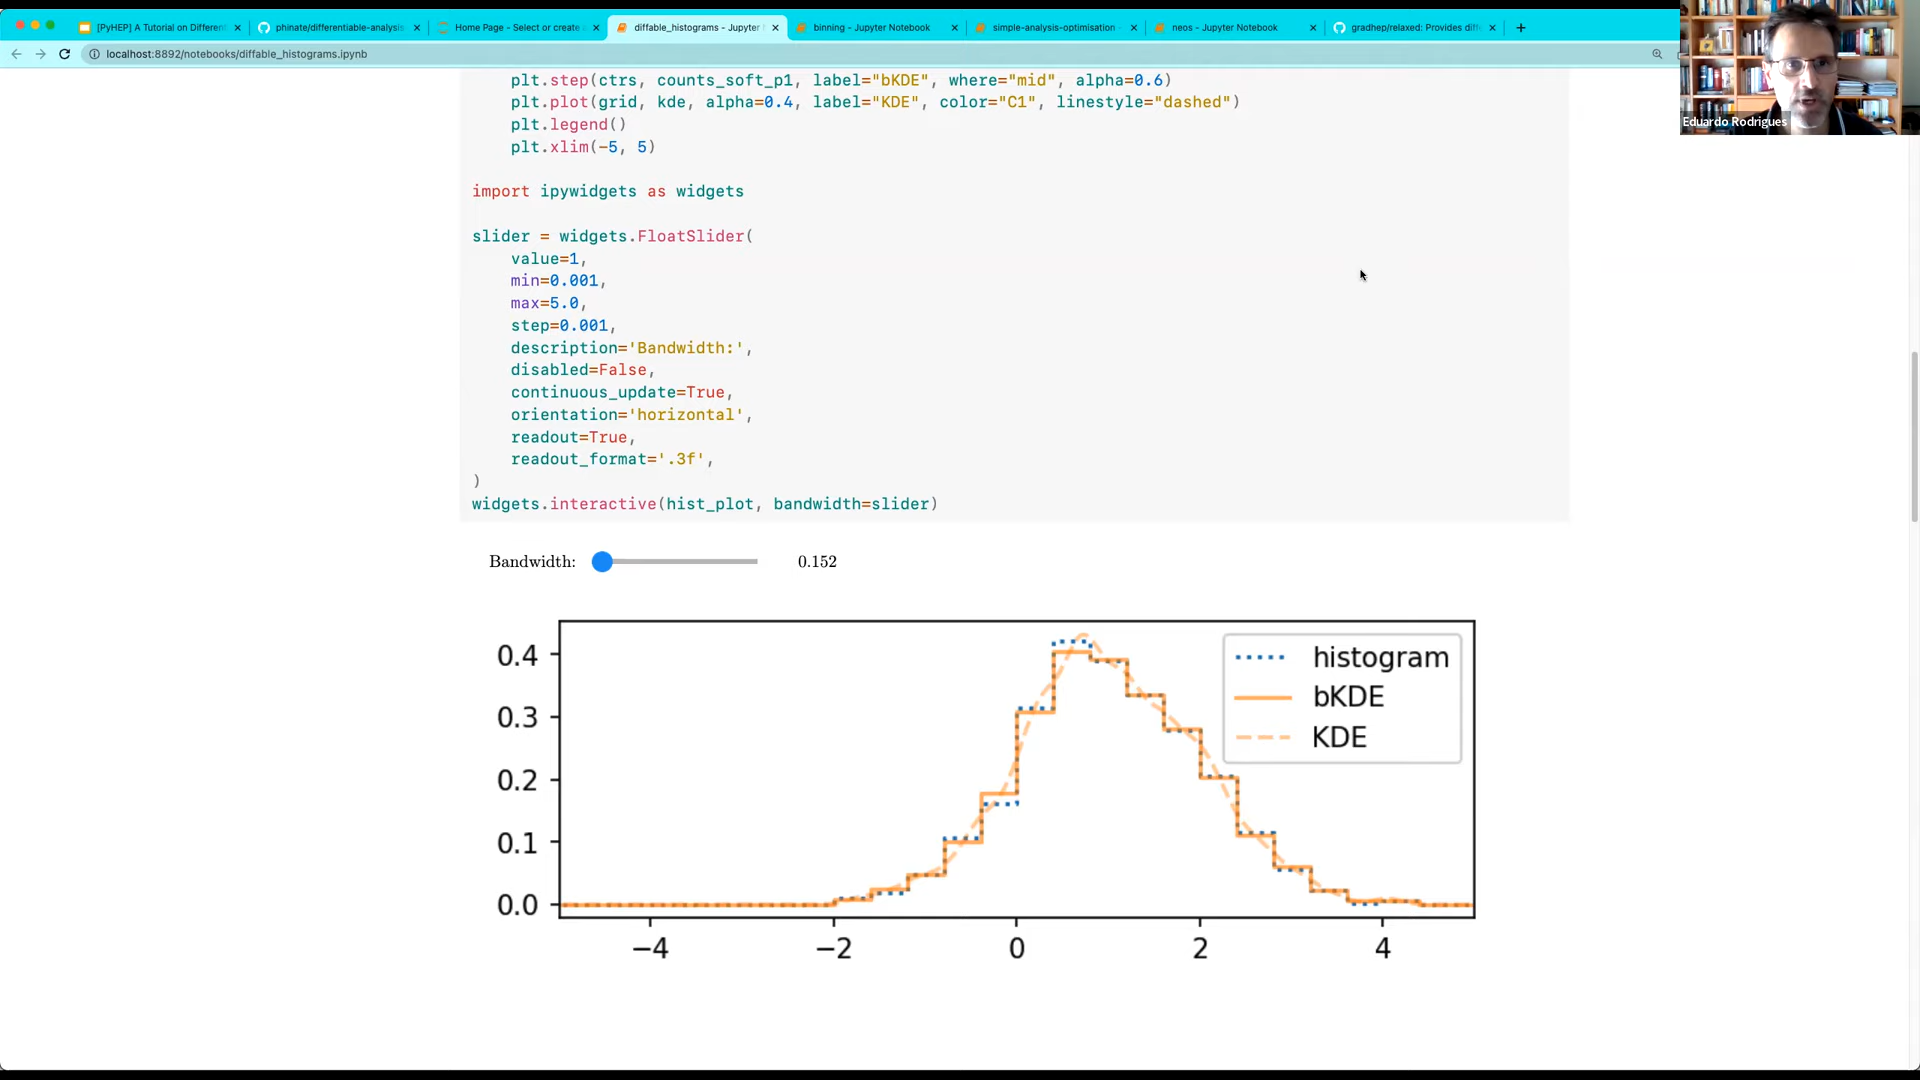 [PyHEP] A Tutorial on Different
phinate/differentiable-analysis
Home Page - Select or create a
diffable_histograms - Jupyter
binning - Jupyter Notebook
simple-analysis-optimisation -
neos - Jupyter Notebook
gradhep/relaxed: Provides diff
localhost:8892/notebooks/diffable_histograms.ipynb
Eduardo Rodrigues
plt.step(ctrs, counts_soft_p1, label="bKDE", where="mid", alpha=0.6)
plt.plot(grid, kde, alpha=0.4, label="KDE", color="C1", linestyle="dashed")
plt.legend()
plt.xlim(-5, 5)
import ipywidgets as widgets
slider = widgets.FloatSlider(
value=1,
min=0.001,
max=5.0,
step=0.001,
description='Bandwidth:',
disabled=False,
continuous_update=True,
orientation='horizontal',
readout=True,
readout_format='.3f',
)
widgets.interactive(hist_plot, bandwidth=slider)
Bandwidth: 0.152
0.4
0.3
0.2
0.1
0.0
histogram
bKDE
KDE
−4 −2 0 2 4